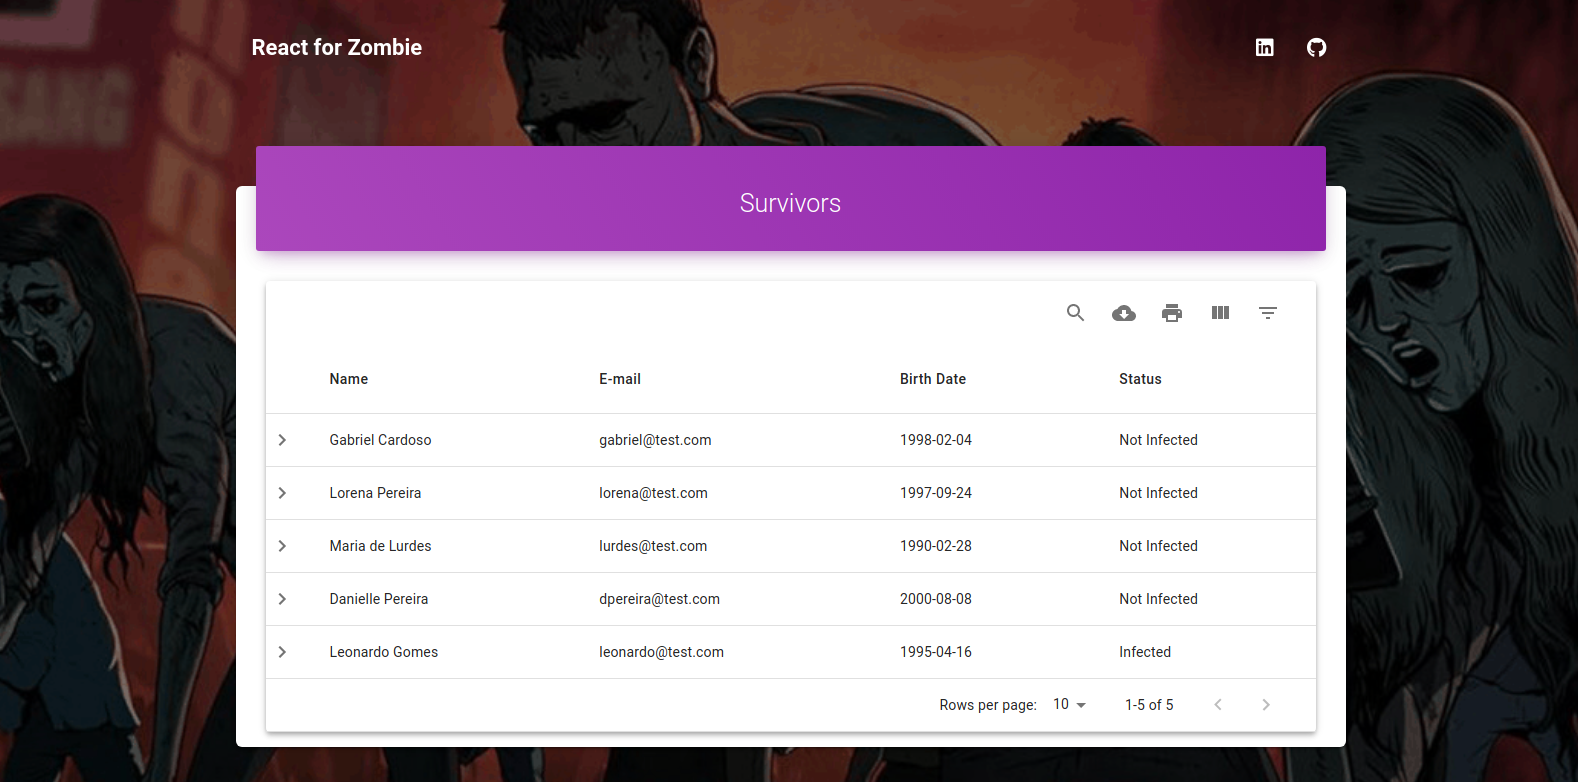 React for Zombie
SANG
Survivors
Name E-mail Birth Date Status
Gabriel Cardoso gabriel@test.com 1998-02-04 Not Infected
Lorena Pereira lorena@test.com 1997-09-24 Not Infected
Maria de Lurdes lurdes@test.com 1990-02-28 Not Infected
Danielle Pereira dpereira@test.com 2000-08-08 Not Infected
Leonardo Gomes leonardo@test.com 1995-04-16 Infected
Rows per page: 10 1-5 of 5